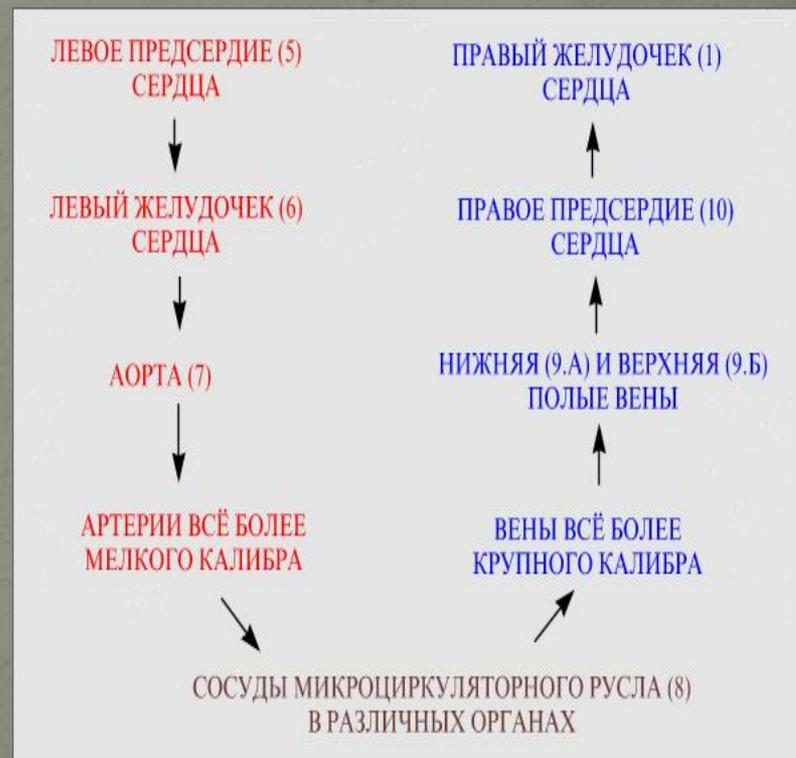 ЛЕВОЕ ПРЕДСЕРДИЕ (5)
СЕРДЦА
ЛЕВЫЙ ЖЕЛУДОЧЕК (6)
СЕРДЦА
АОРТА (7)
АРТЕРИИ ВСЁ БОЛЕЕ
МЕЛКОГО КАЛИБРА
СОСУДЫ МИКРОЦИРКУЛЯТОРНОГО РУСЛА (8)
В РАЗЛИЧНЫХ ОРГАНАХ
ВЕНЫ ВСЁ БОЛЕЕ
КРУПНОГО КАЛИБРА
НИЖНЯЯ (9.А) И ВЕРХНЯЯ (9.Б)
ПОЛЫЕ ВЕНЫ
ПРАВОЕ ПРЕДСЕРДИЕ (10)
СЕРДЦА
ПРАВЫЙ ЖЕЛУДОЧЕК (1)
СЕРДЦА